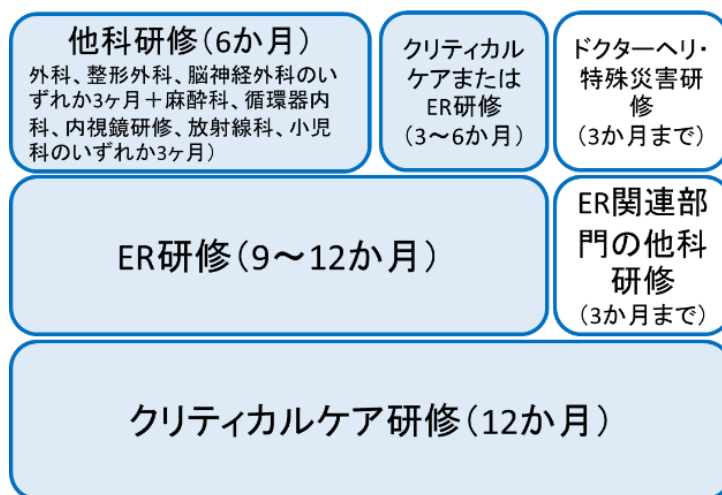 他科研修（6か月）
外科、整形外科、脳神経外科のい
ずれか3ヶ月＋麻酔科、循環器内
科、内視鏡研修、放射線科、小児
科のいずれか3ヶ月）
クリティカル
ケアまたは
ER研修
（3～6か月）
ドクターヘリ・
特殊災害研
修
（3か月まで）
ER研修（9～12か月）
ER関連部
門の他科
研修
（3か月まで）
クリティカルケア研修（12か月）